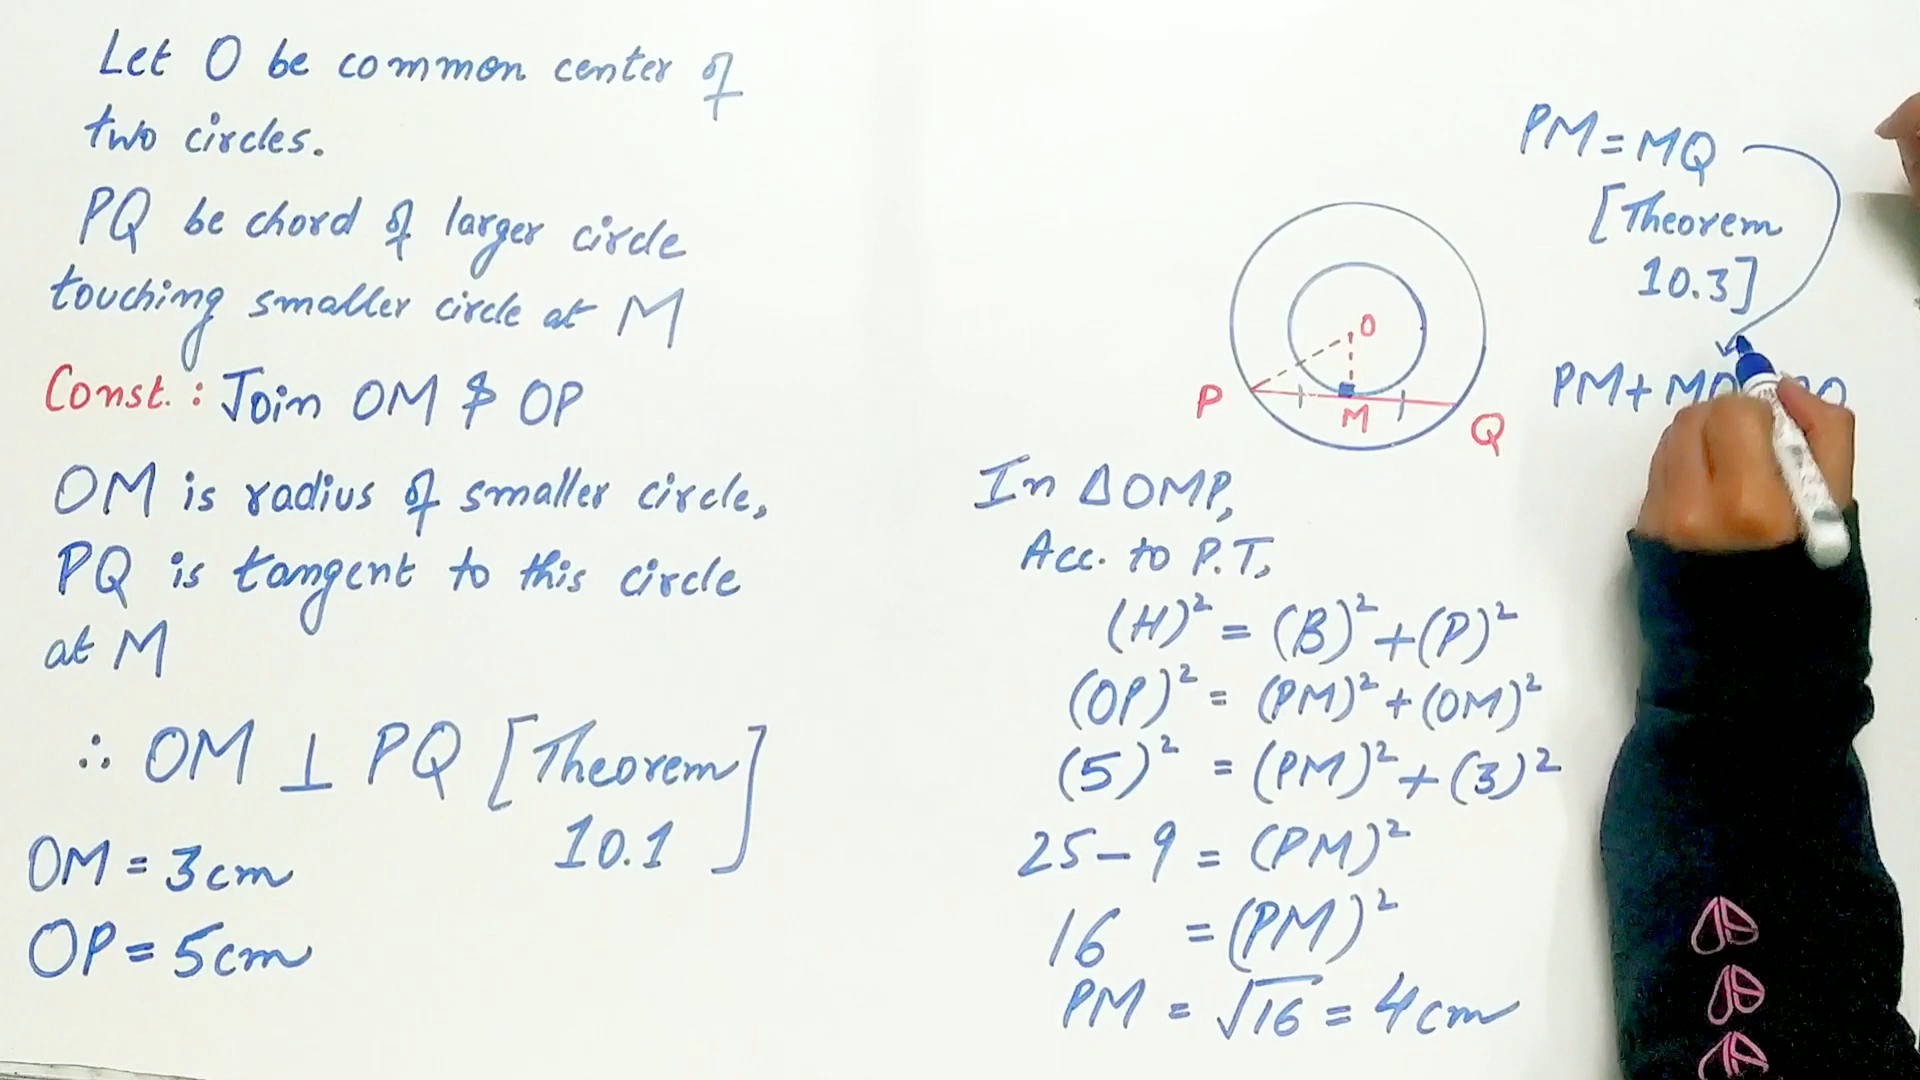 Let O be common center of
two circles.
PQ be chord of larger circle
touching smaller circle at M
Const. : Join OM $ OP
OM is radius of smaller circle,
PQ is tangent to this circle
at M
∴ OM ⊥ PQ [Theorem
10.1]
OM = 3cm
OP = 5cm
O
P
M
Q
In ΔOMP,
Acc. to P.T,
(H)² = (B)² + (P)²
(OP)² = (PM)² + (OM)²
(5)² = (PM)² + (3)²
25 - 9 = (PM)²
16 = (PM)²
PM = √16 = 4cm
PM = MQ
[Theorem
10.3]
PM +